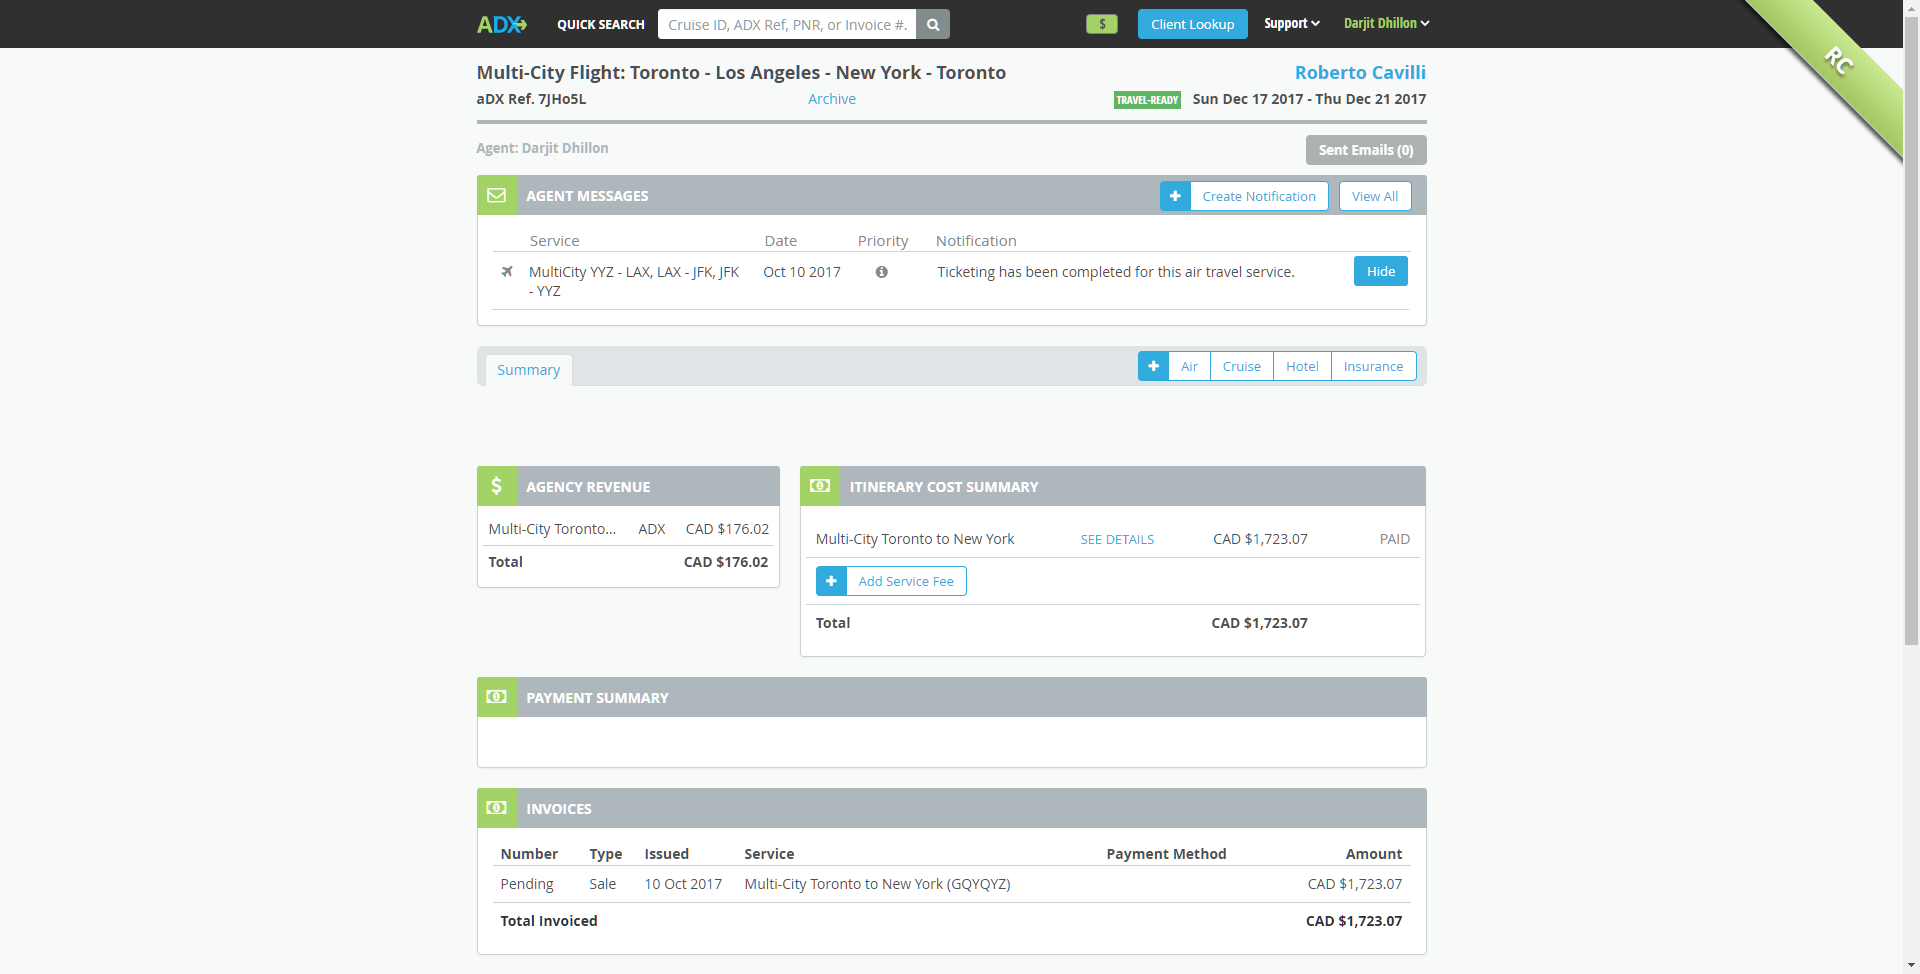 ADX QUICK SEARCH Cruise ID, ADX Ref, PNR, or Invoice #. $ Client Lookup Support Darjit Dhillon
RC
Multi-City Flight: Toronto - Los Angeles - New York - Toronto Roberto Cavilli
aDX Ref. 7JHo5L Archive TRAVEL-READY Sun Dec 17 2017 - Thu Dec 21 2017
Agent: Darjit Dhillon Sent Emails (0)
AGENT MESSAGES + Create Notification View All
Service Date Priority Notification
MultiCity YYZ - LAX, LAX - JFK, JFK Oct 10 2017 Ticketing has been completed for this air travel service. Hide
- YYZ
Summary + Air Cruise Hotel Insurance
$ AGENCY REVENUE
Multi-City Toronto... ADX CAD $176.02
Total CAD $176.02
ITINERARY COST SUMMARY
Multi-City Toronto to New York SEE DETAILS CAD $1,723.07 PAID
+ Add Service Fee
Total CAD $1,723.07
PAYMENT SUMMARY
INVOICES
Number Type Issued Service Payment Method Amount
Pending Sale 10 Oct 2017 Multi-City Toronto to New York (GQYQYZ) CAD $1,723.07
Total Invoiced CAD $1,723.07